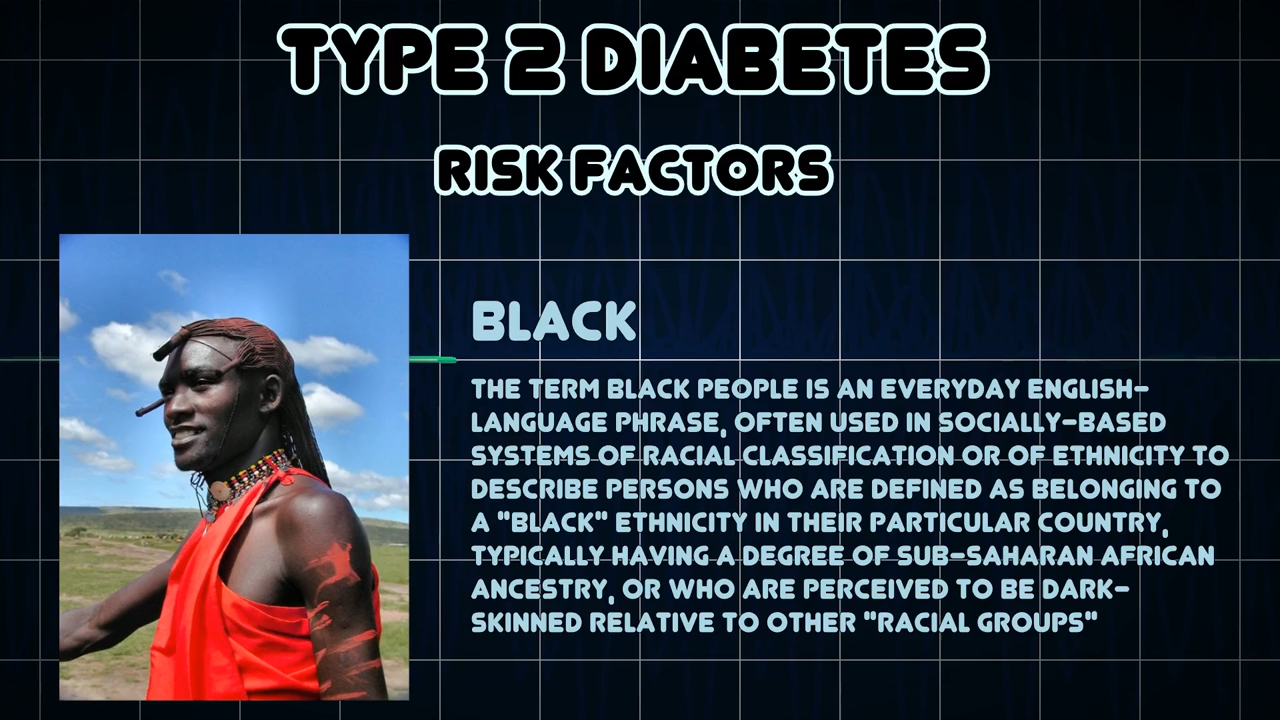 TYPE 2 DIABETES
RISK FACTORS
BLACK
THE TERM BLACK PEOPLE IS AN EVERYDAY ENGLISH-
LANGUAGE PHRASE, OFTEN USED IN SOCIALLY-BASED
SYSTEMS OF RACIAL CLASSIFICATION OR OF ETHNICITY TO
DESCRIBE PERSONS WHO ARE DEFINED AS BELONGING TO
A "BLACK" ETHNICITY IN THEIR PARTICULAR COUNTRY,
TYPICALLY HAVING A DEGREE OF SUB-SAHARAN AFRICAN
ANCESTRY, OR WHO ARE PERCEIVED TO BE DARK-
SKINNED RELATIVE TO OTHER "RACIAL GROUPS"